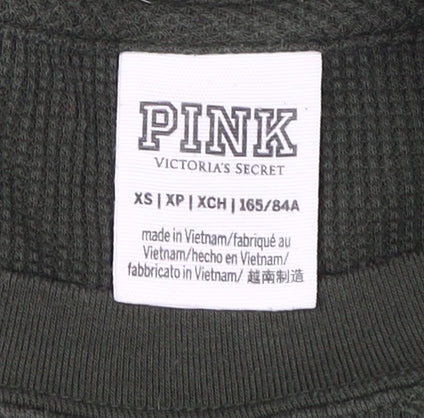 PINK
VICTORIA'S SECRET
XS | XP | XCH | 165/84A
made in Vietnam/fabriqué au
Vietnam/hecho en Vietnam/
fabbricato in Vietnam/ 越南制造